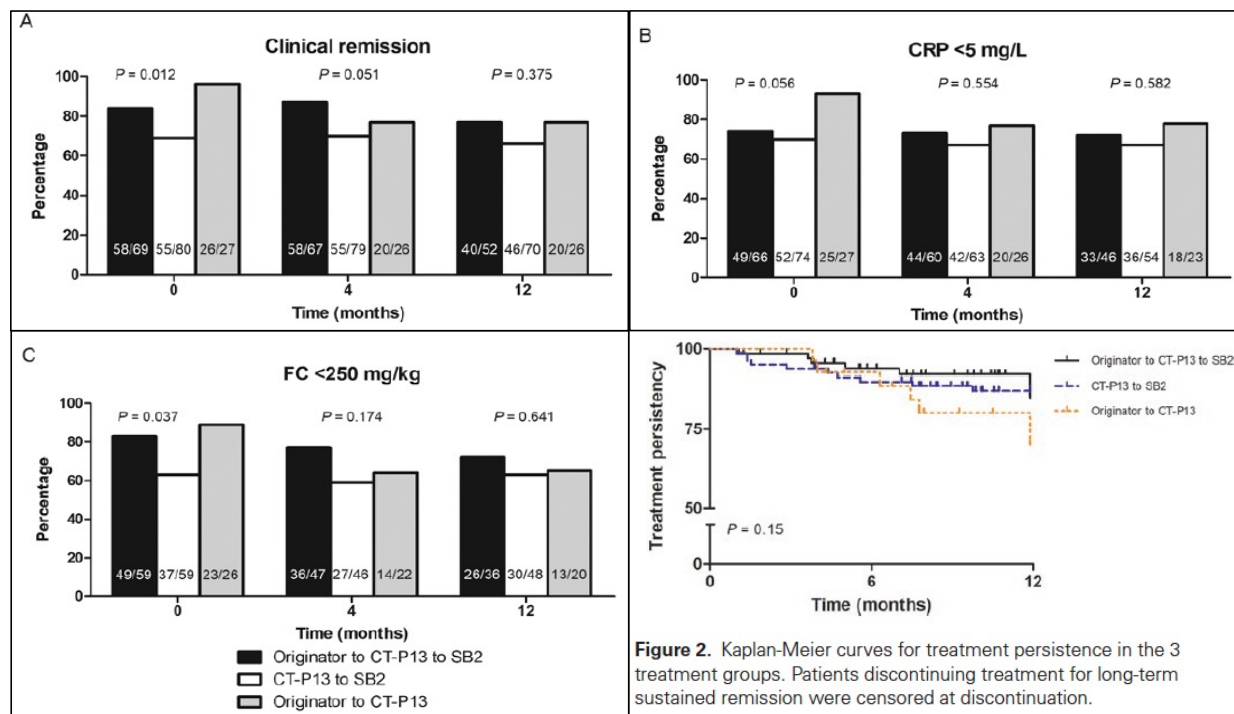 A
Clinical remission
P = 0.012 P = 0.051 P = 0.375
100
80
60
40
20
0
Percentage
58/69 55/80 26/27 58/67 55/79 20/26 40/52 46/70 20/26
0 4 12
Time (months)
B
CRP <5 mg/L
P = 0.056 P = 0.554 P = 0.582
100
80
60
40
20
0
Percentage
49/66 52/74 25/27 44/60 42/63 20/26 33/46 36/54 18/23
0 4 12
Time (months)
C
FC <250 mg/kg
P = 0.037 P = 0.174 P = 0.641
100
80
60
40
20
0
Percentage
49/59 37/59 23/26 36/47 27/46 14/22 26/36 30/48 13/20
0 4 12
Time (months)
Originator to CT-P13 to SB2
CT-P13 to SB2
Originator to CT-P13
100
75
50
0
Treatment persistency
Originator to CT-P13 to SB2
CT-P13 to SB2
Originator to CT-P13
P = 0.15
0 6 12
Time (months)
Figure 2. Kaplan-Meier curves for treatment persistence in the 3
treatment groups. Patients discontinuing treatment for long-term
sustained remission were censored at discontinuation.